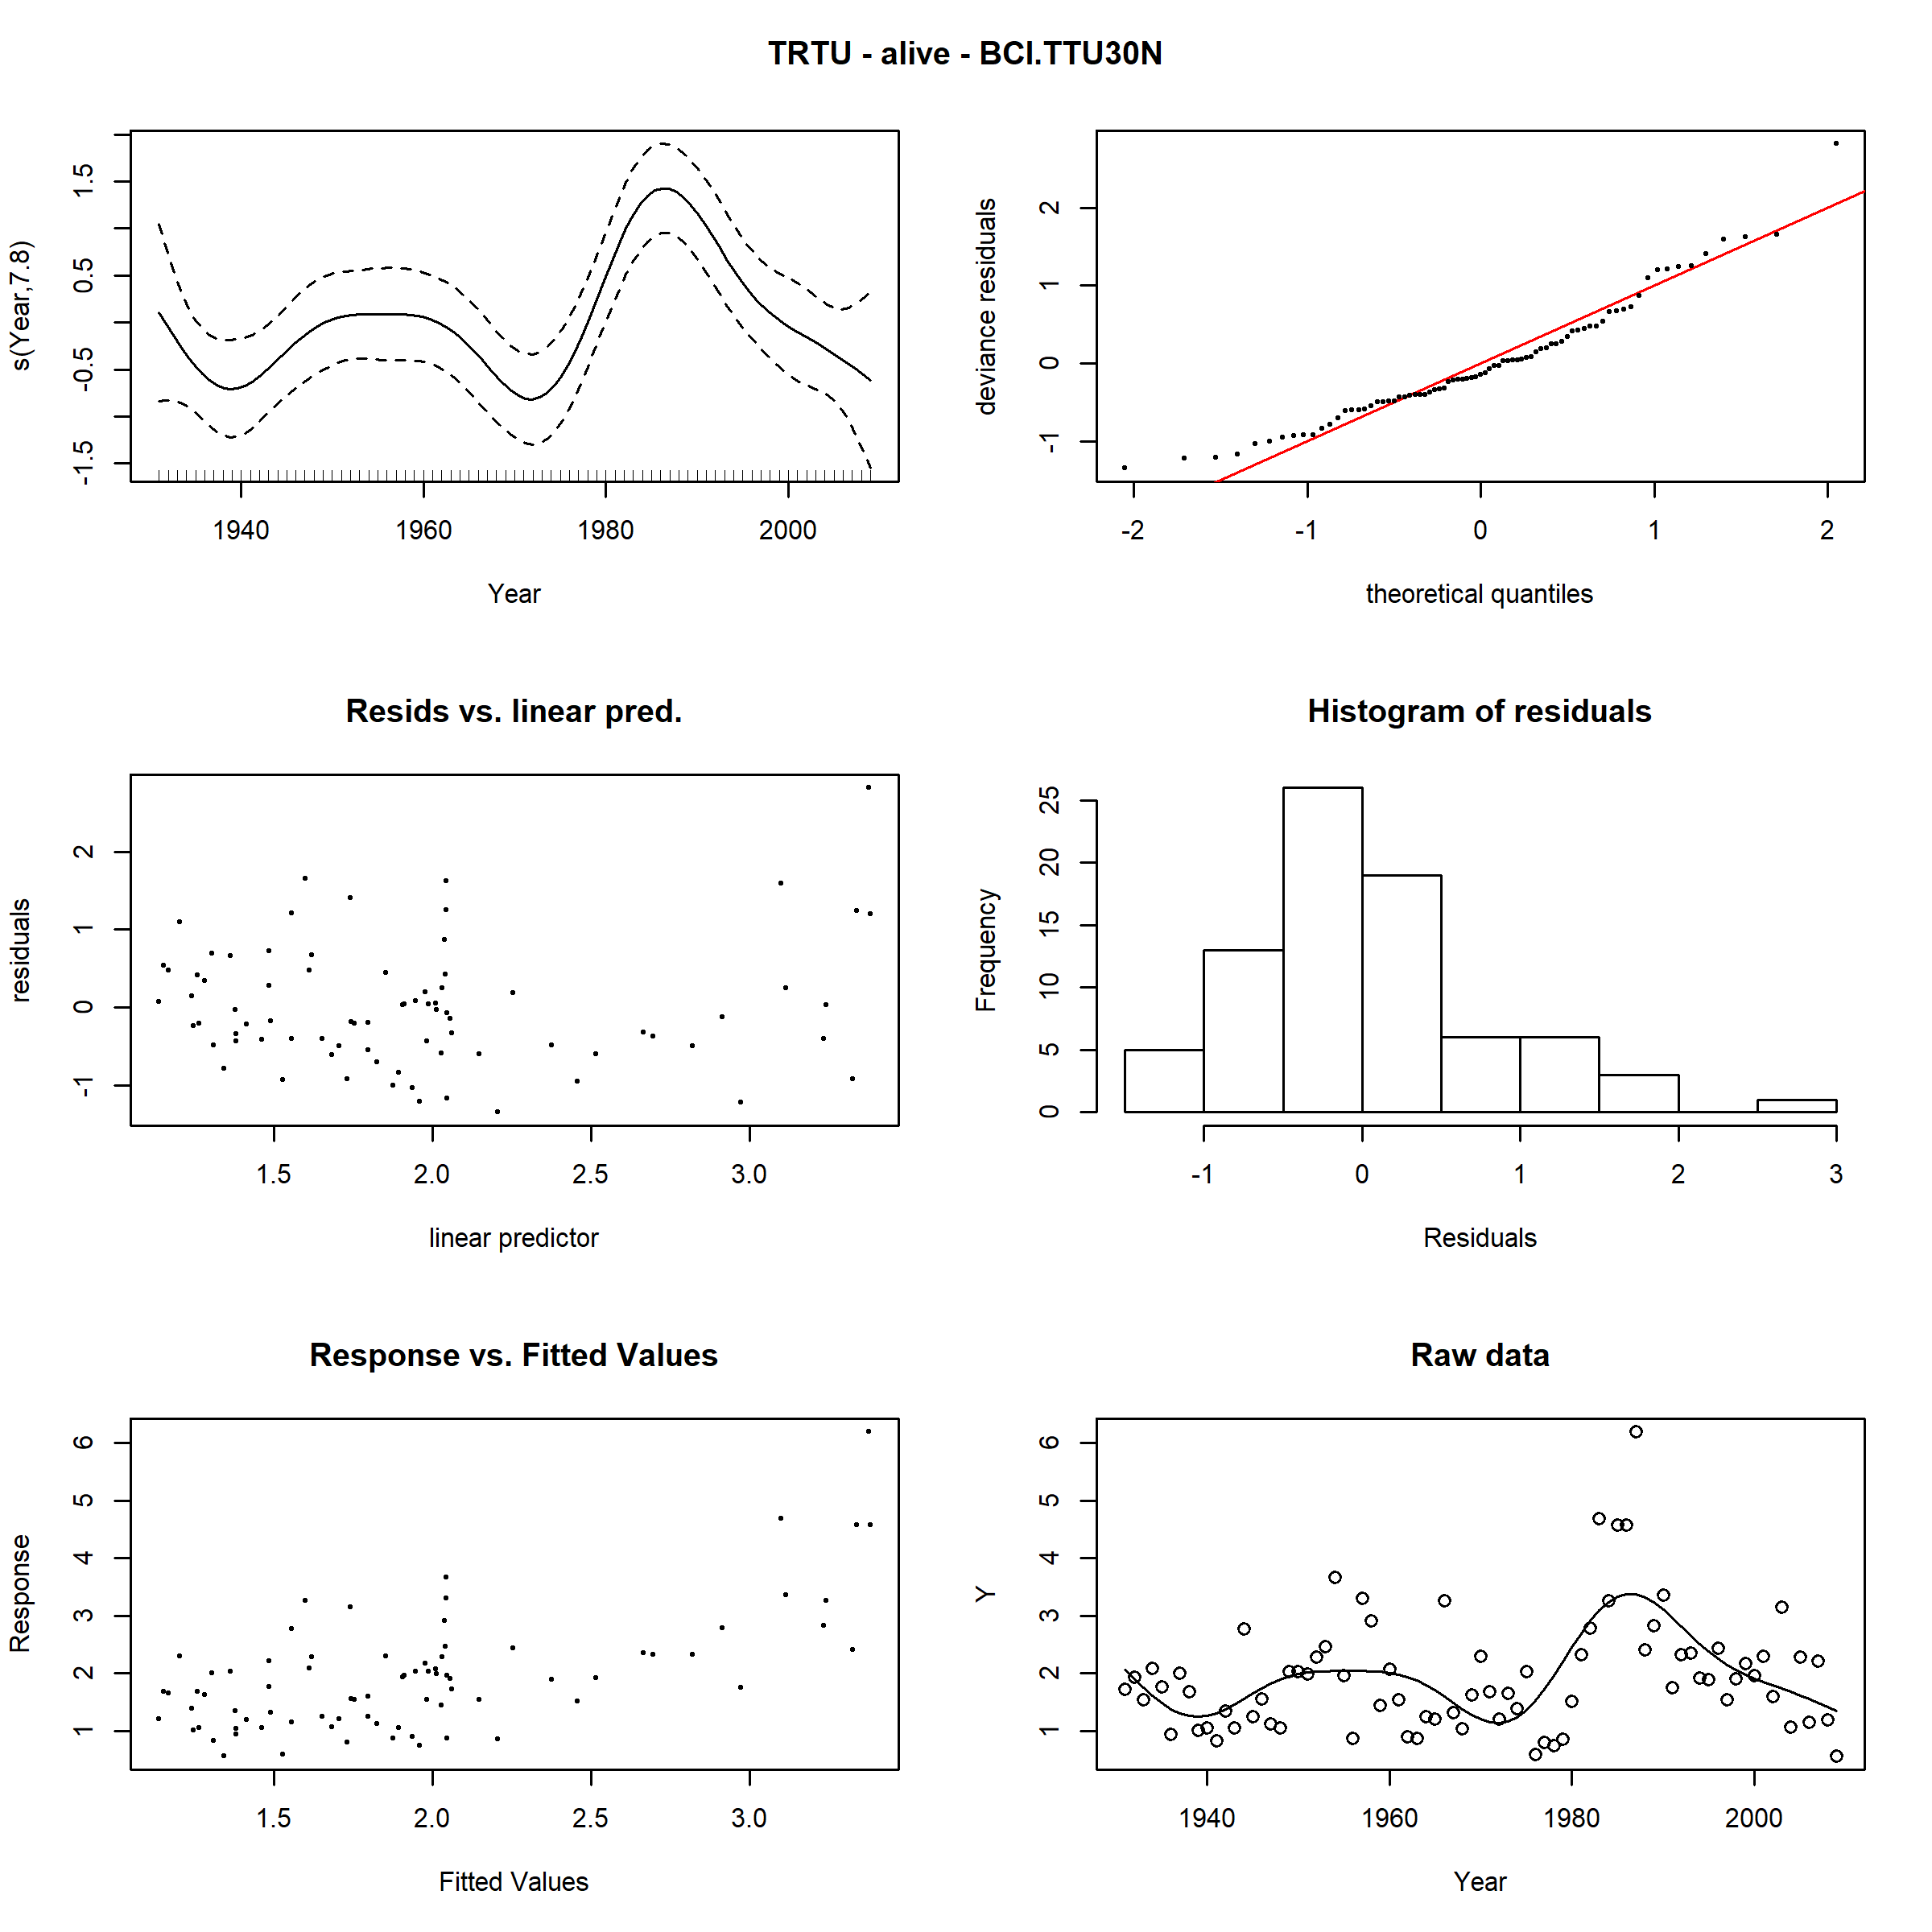 TRTU - alive - BCI.TTU30N
s(Year,7.8)
-1.5 -0.5 0.5 1.5
1940 1960 1980 2000
Year
deviance residuals
-1 0 1 2
-2 -1 0 1 2
theoretical quantiles
Resids vs. linear pred.
residuals
-1 0 1 2
1.5 2.0 2.5 3.0
linear predictor
Histogram of residuals
Frequency
0 5 10 15 20 25
-1 0 1 2 3
Residuals
Response vs. Fitted Values
Response
1 2 3 4 5 6
1.5 2.0 2.5 3.0
Fitted Values
Raw data
Y
1 2 3 4 5 6
1940 1960 1980 2000
Year